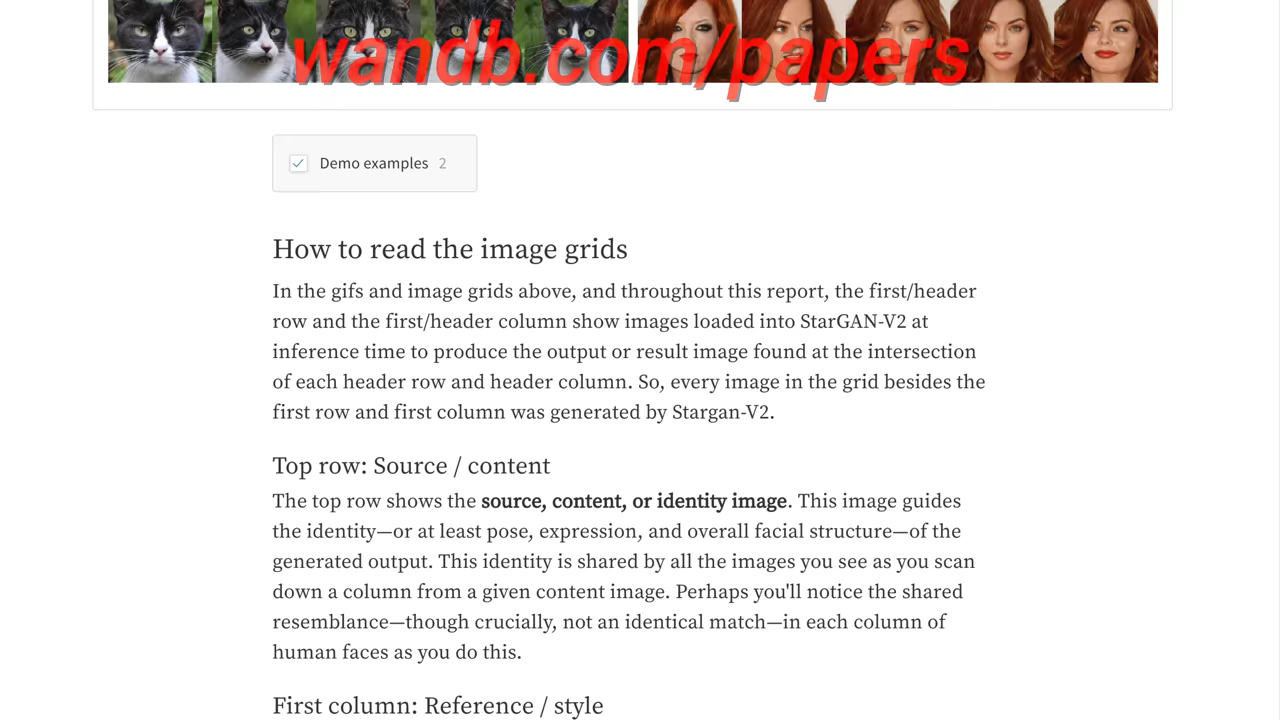 wandb.com/papers
Demo examples 2
How to read the image grids
In the gifs and image grids above, and throughout this report, the first/header
row and the first/header column show images loaded into StarGAN-V2 at
inference time to produce the output or result image found at the intersection
of each header row and header column. So, every image in the grid besides the
first row and first column was generated by Stargan-V2.
Top row: Source / content
The top row shows the source, content, or identity image. This image guides
the identity—or at least pose, expression, and overall facial structure—of the
generated output. This identity is shared by all the images you see as you scan
down a column from a given content image. Perhaps you'll notice the shared
resemblance—though crucially, not an identical match—in each column of
human faces as you do this.
First column: Reference / style